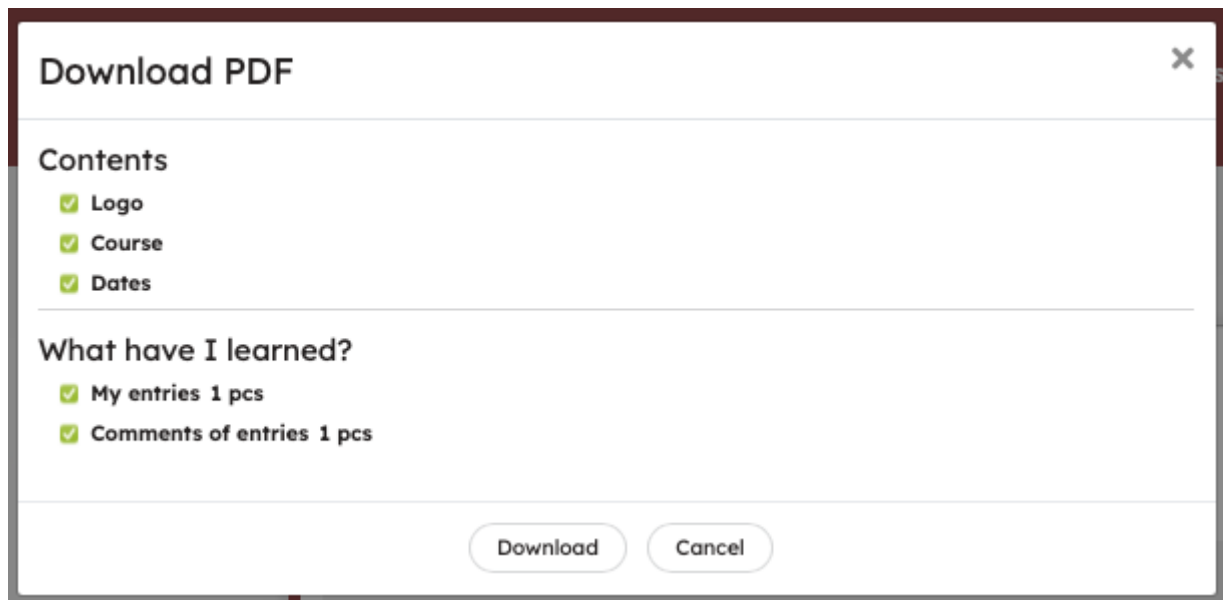 Download PDF
Contents
Logo
Course
Dates
What have I learned?
My entries 1 pcs
Comments of entries 1 pcs
Download
Cancel